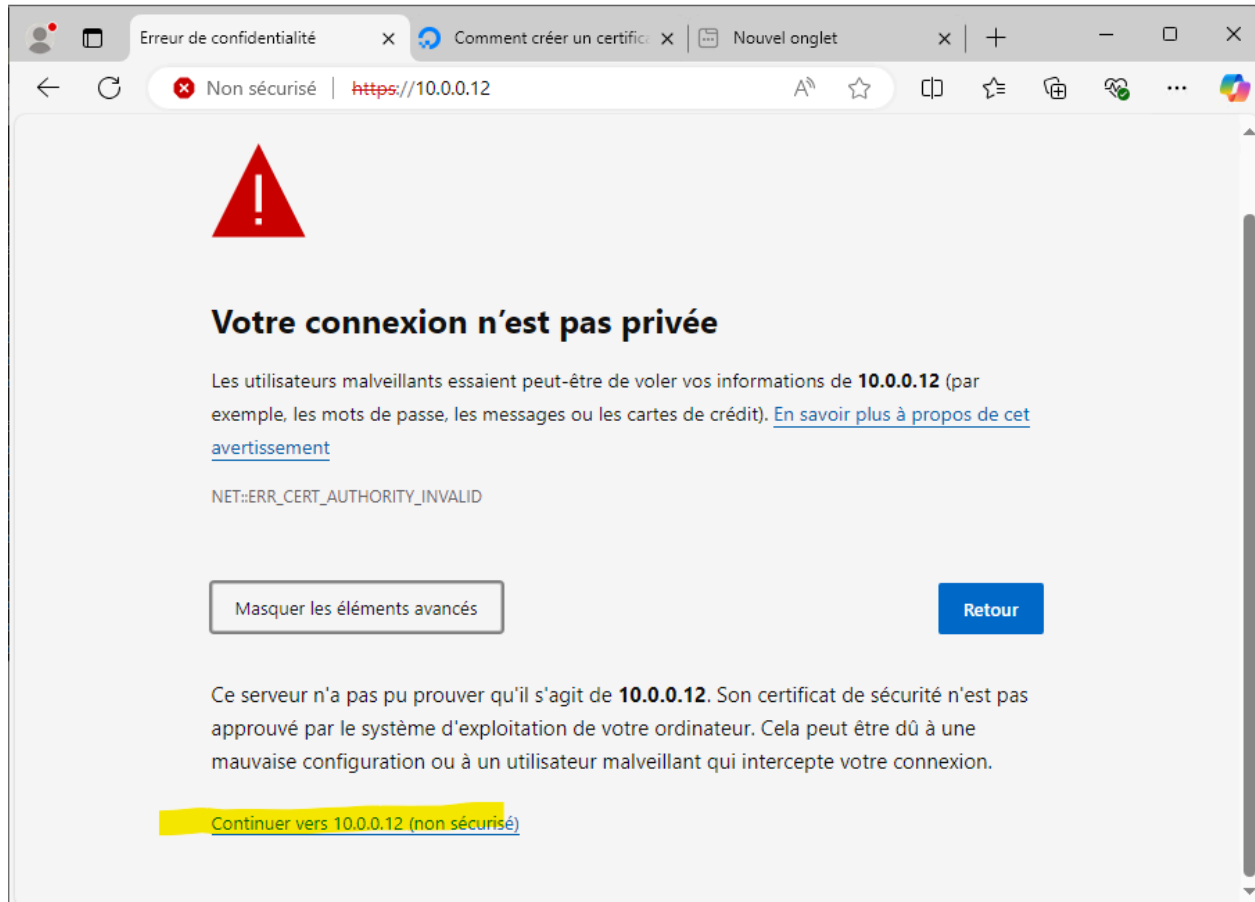 Erreur de confidentialité
Comment créer un certific
Nouvel onglet
Non sécurisé
https://10.0.0.12
Votre connexion n’est pas privée
Les utilisateurs malveillants essaient peut-être de voler vos informations de 10.0.0.12 (par
exemple, les mots de passe, les messages ou les cartes de crédit). En savoir plus à propos de cet
avertissement
NET::ERR_CERT_AUTHORITY_INVALID
Masquer les éléments avancés
Retour
Ce serveur n'a pas pu prouver qu'il s'agit de 10.0.0.12. Son certificat de sécurité n'est pas
approuvé par le système d'exploitation de votre ordinateur. Cela peut être dû à une
mauvaise configuration ou à un utilisateur malveillant qui intercepte votre connexion.
Continuer vers 10.0.0.12 (non sécurisé)